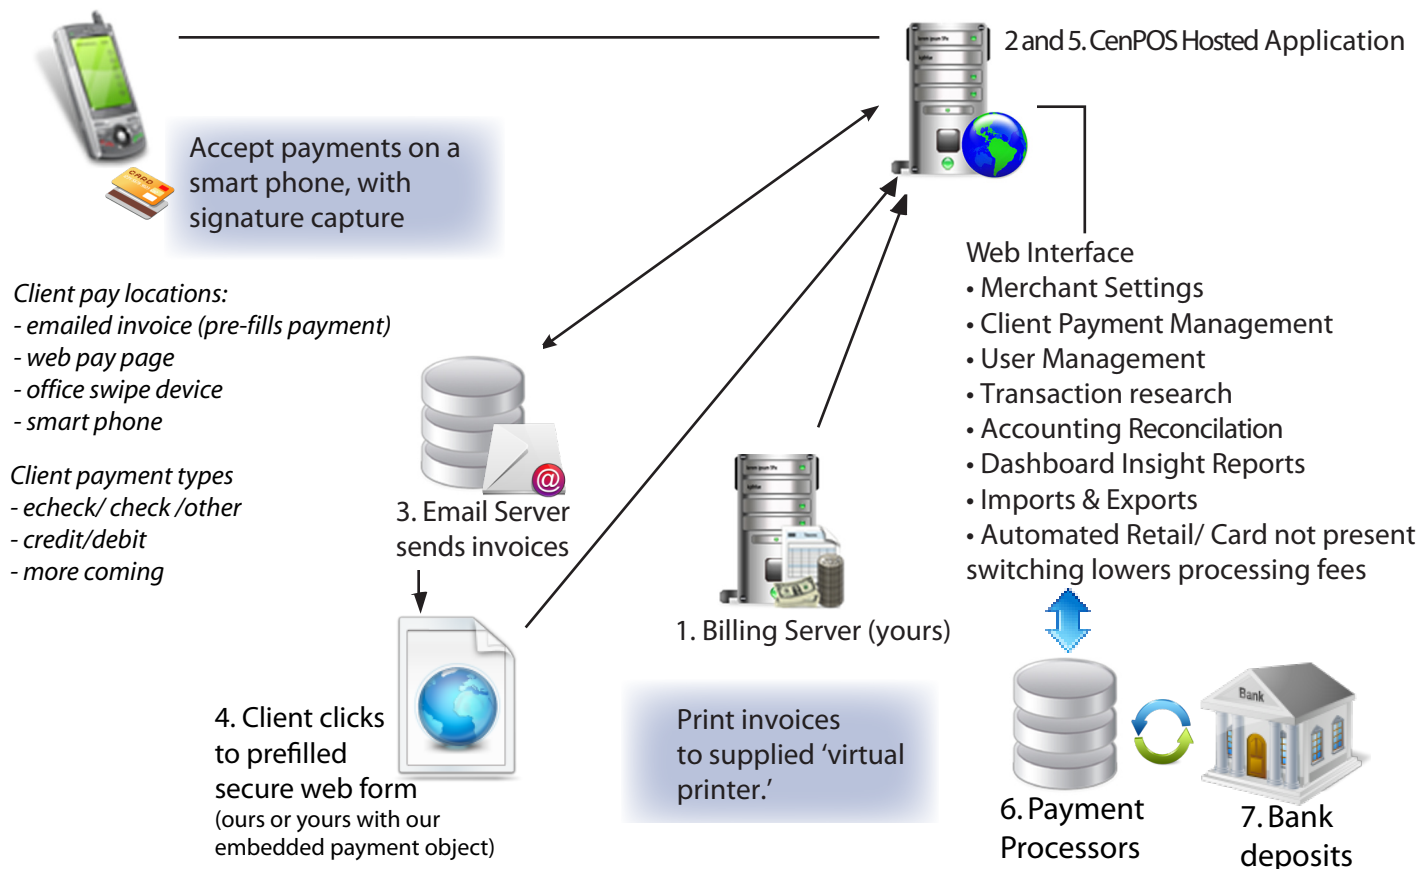 2 and 5. CenPOS Hosted Application
CARD
Accept payments on a
smart phone, with
signature capture
Client pay locations:
- emailed invoice (pre-fills payment)
- web pay page
- office swipe device
- smart phone
Client payment types
- echeck/ check /other
- credit/debit
- more coming
@
3. Email Server
sends invoices
4. Client clicks
to prefilled
secure web form
(ours or yours with our
embedded payment object)
1. Billing Server (yours)
Print invoices
to supplied ‘virtual
printer.’
Web Interface
• Merchant Settings
• Client Payment Management
• User Management
• Transaction research
• Accounting Reconcilation
• Dashboard Insight Reports
• Imports & Exports
• Automated Retail/ Card not present
switching lowers processing fees
6. Payment
Processors
Bank
7. Bank
deposits